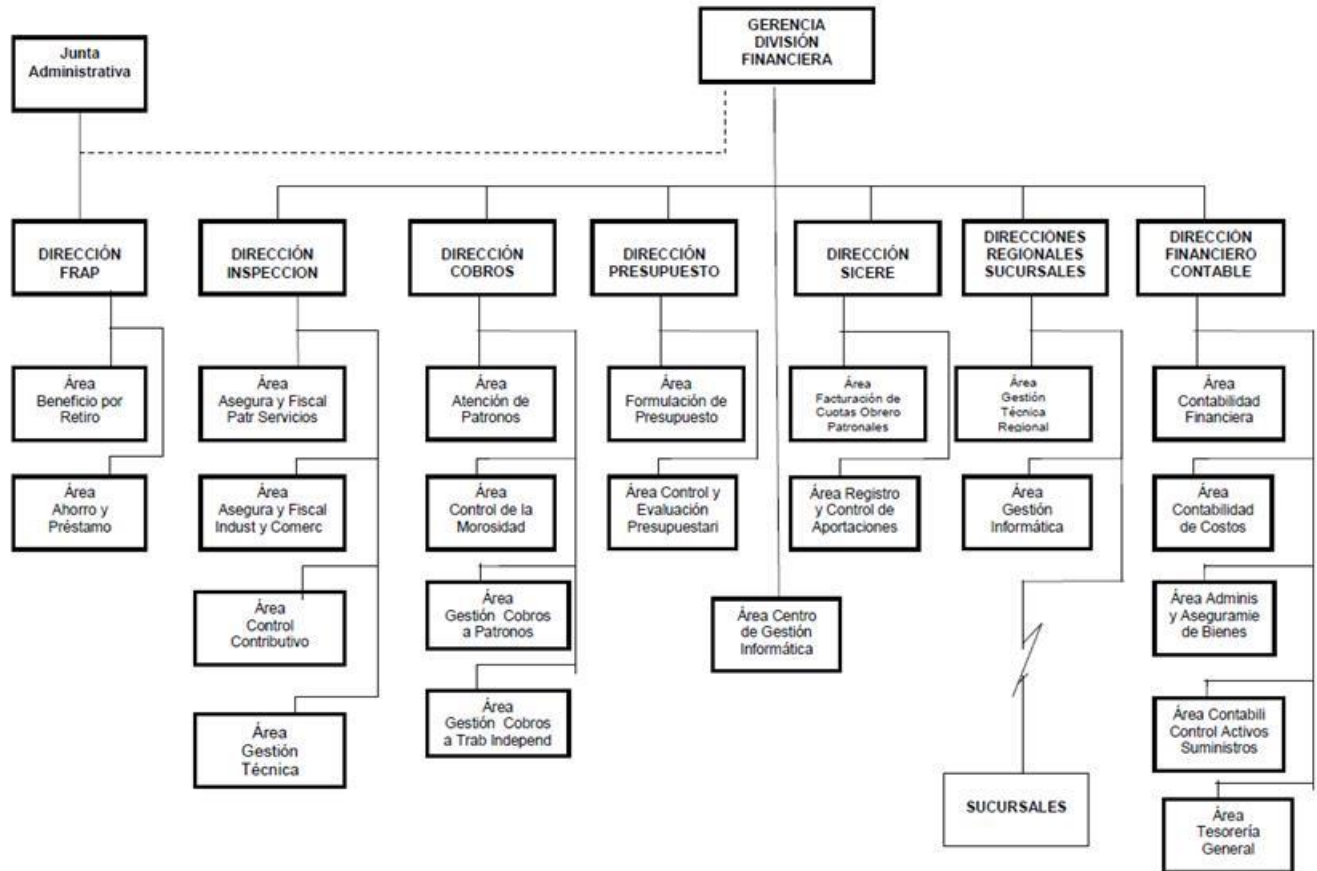 GERENCIA
DIVISIÓN
FINANCIERA
Junta
Administrativa
DIRECCIÓN
FRAP
DIRECCIÓN
INSPECCION
DIRECCIÓN
COBROS
DIRECCIÓN
PRESUPUESTO
DIRECCIÓN
SICERE
DIRECCIÓNES
REGIONALES
SUCURSALES
DIRECCIÓN
FINANCIERO
CONTABLE
Área
Beneficio por
Retiro
Área
Asegura y Fiscal
Patr Servicios
Área
Atención de
Patronos
Área
Formulación de
Presupuesto
Área
Facturación de
Cuotas Obrero
Patronales
Área
Gestión
Técnica
Regional
Área
Contabilidad
Financiera
Área
Ahorro y
Préstamo
Área
Asegura y Fiscal
Indust y Comerc
Área
Control de la
Morosidad
Área Control y
Evaluación
Presupuestari
Área Registro
y Control de
Aportaciones
Área
Gestión
Informática
Área
Contabilidad
de Costos
Área
Control
Contributivo
Área
Gestión Cobros
a Patronos
Área Centro
de Gestión
Informática
Área Adminis
y Aseguramie
de Bienes
Área
Gestión
Técnica
Área
Gestión Cobros
a Trab Independ
Área Contabili
Control Activos
Suministros
SUCURSALES
Área
Tesorería
General